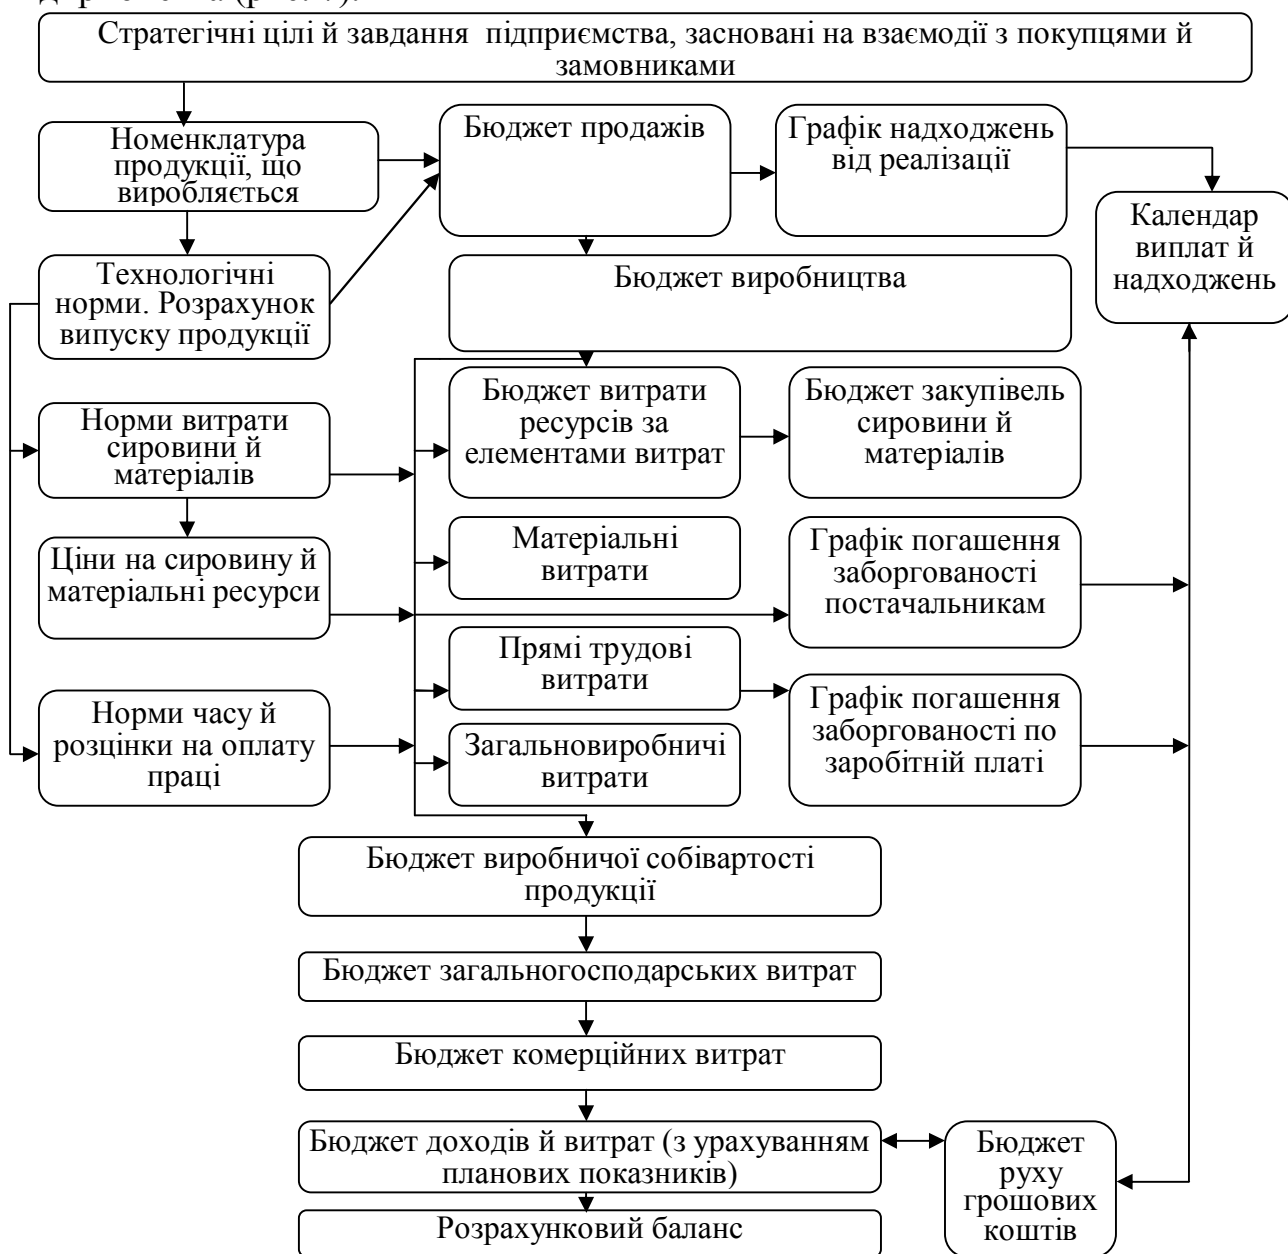 Стратегічні цілі й завдання підприємства, засновані на взаємодії з покупцями й
замовниками
Номенклатура
продукції, що
виробляється
Бюджет продажів
Графік надходжень
від реалізації
Календар
виплат й
надходжень
Технологічні
норми. Розрахунок
випуску продукції
Бюджет виробництва
Норми витрати
сировини й
матеріалів
Бюджет витрати
ресурсів за
елементами витрат
Бюджет закупівель
сировини й
матеріалів
Ціни на сировину й
матеріальні ресурси
Матеріальні
витрати
Графік погашення
заборгованості
постачальникам
Прямі трудові
витрати
Норми часу й
розцінки на оплату
праці
Загальновиробничі
витрати
Графік погашення
заборгованості по
заробітній платі
Бюджет виробничої собівартості
продукції
Бюджет загальногосподарських витрат
Бюджет комерційних витрат
Бюджет доходів й витрат (з урахуванням
планових показників)
Бюджет
руху
грошових
коштів
Розрахунковий баланс